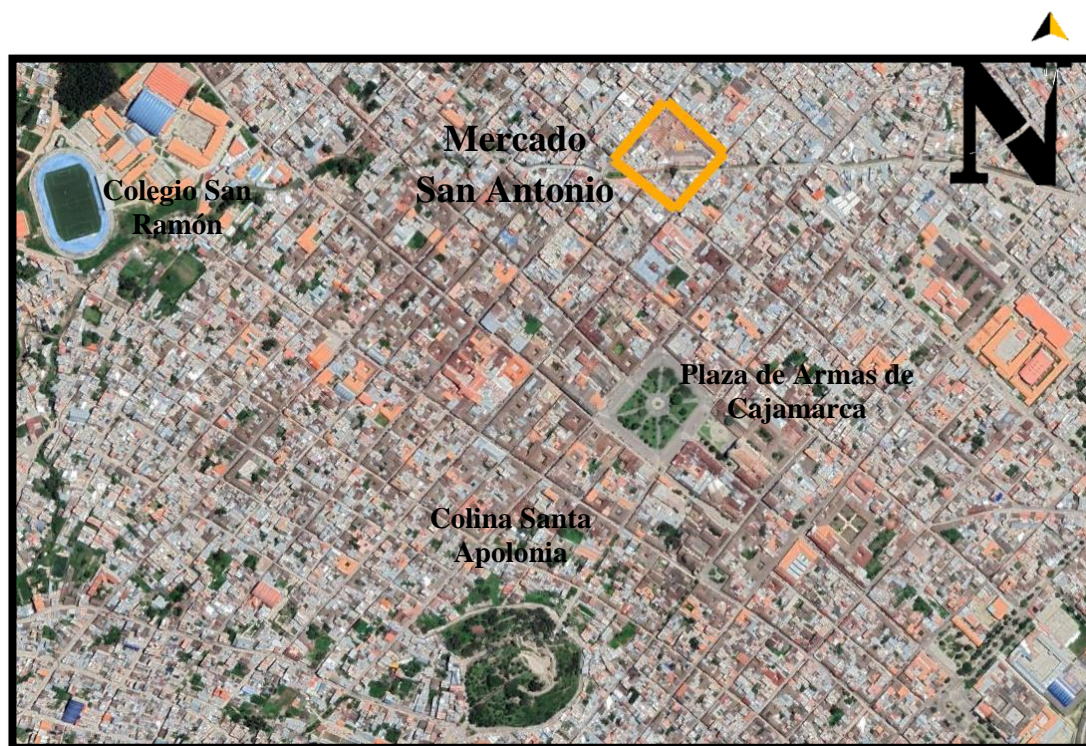 N
Mercado
San Antonio
Colegio San
Ramón
Plaza de Armas de
Cajamarca
Colina Santa
Apolonia